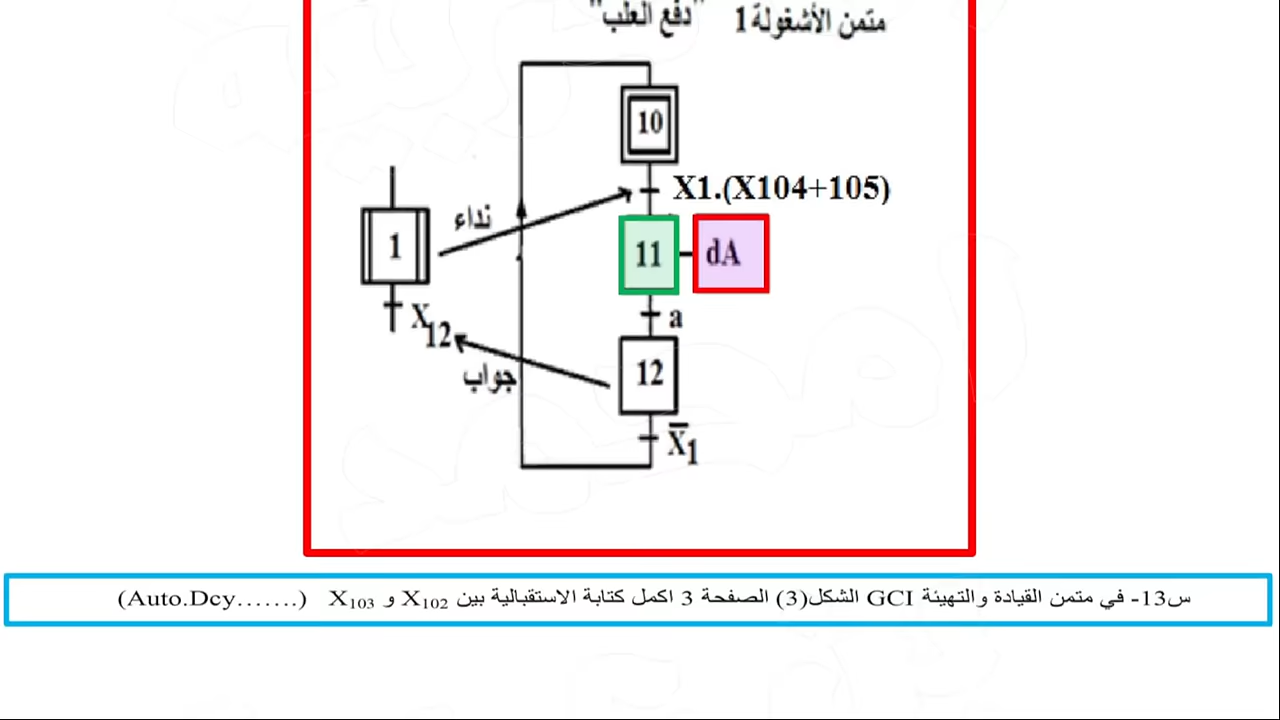 متمن الأشغولة 1 "دفع العلب"
10
X1.(X104+105)
نداء
1
11
dA
X12
a
12
جواب
X̅1
س13- في متمن القيادة والتهيئة GCI الشكل(3) الصفحة 3 اكمل كتابة الاستقبالية بين X102 و X103 (Auto.Dcy.......)